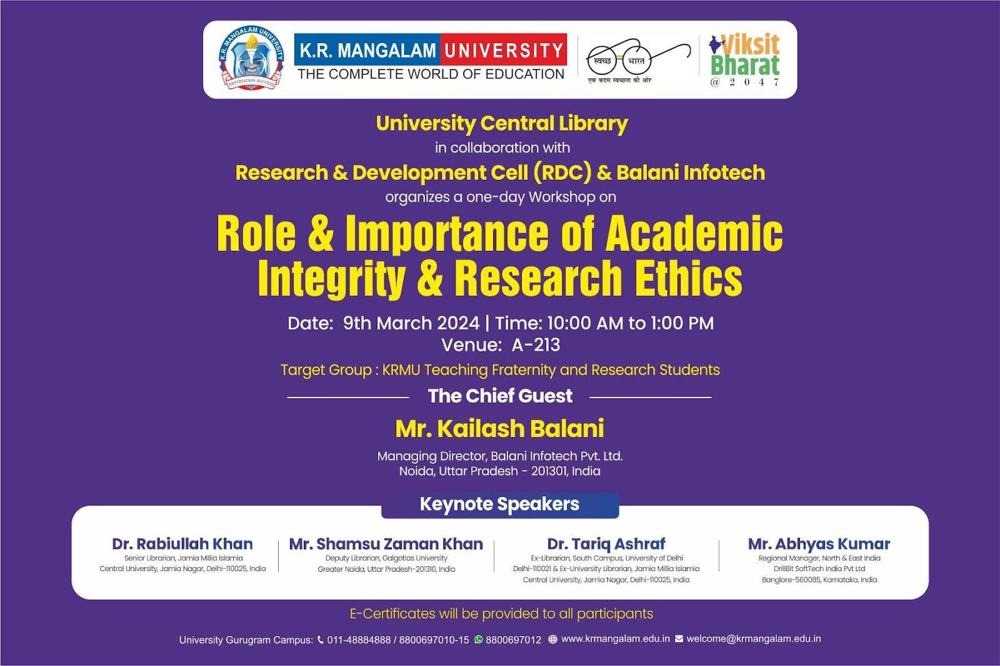 K.R. MANGALAM UNIVERSITY
DESTINATION SUCCESS
K.R. MANGALAM UNIVERSITY
THE COMPLETE WORLD OF EDUCATION
स्वच्छ भारत
एक कदम स्वच्छता की ओर
Viksit
Bharat
@2047
University Central Library
in collaboration with
Research & Development Cell (RDC) & Balani Infotech
organizes a one-day Workshop on
Role & Importance of Academic
Integrity & Research Ethics
Date: 9th March 2024 | Time: 10:00 AM to 1:00 PM
Venue: A-213
Target Group : KRMU Teaching Fraternity and Research Students
The Chief Guest
Mr. Kailash Balani
Managing Director, Balani Infotech Pvt. Ltd.
Noida, Uttar Pradesh - 201301, India
Keynote Speakers
Dr. Rabiullah Khan
Senior Librarian, Jamia Millia Islamia
Central University, Jamia Nagar, Delhi-110025, India
Mr. Shamsu Zaman Khan
Deputy Librarian, Galgotias University
Greater Noida, Uttar Pradesh-201310, India
Dr. Tariq Ashraf
Ex-Librarian, South Campus, University of Delhi
Delhi-110021 & Ex-University Librarian, Jamia Millia Islamia
Central University, Jamia Nagar, Delhi-110025, India
Mr. Abhyas Kumar
Regional Manager, North & East India
DrillBit SoftTech India Pvt Ltd
Banglore-560085, Karnataka, India
E-Certificates will be provided to all participants
University Gurugram Campus: 011-48884888 / 8800697010-15 8800697012 www.krmangalam.edu.in welcome@krmangalam.edu.in